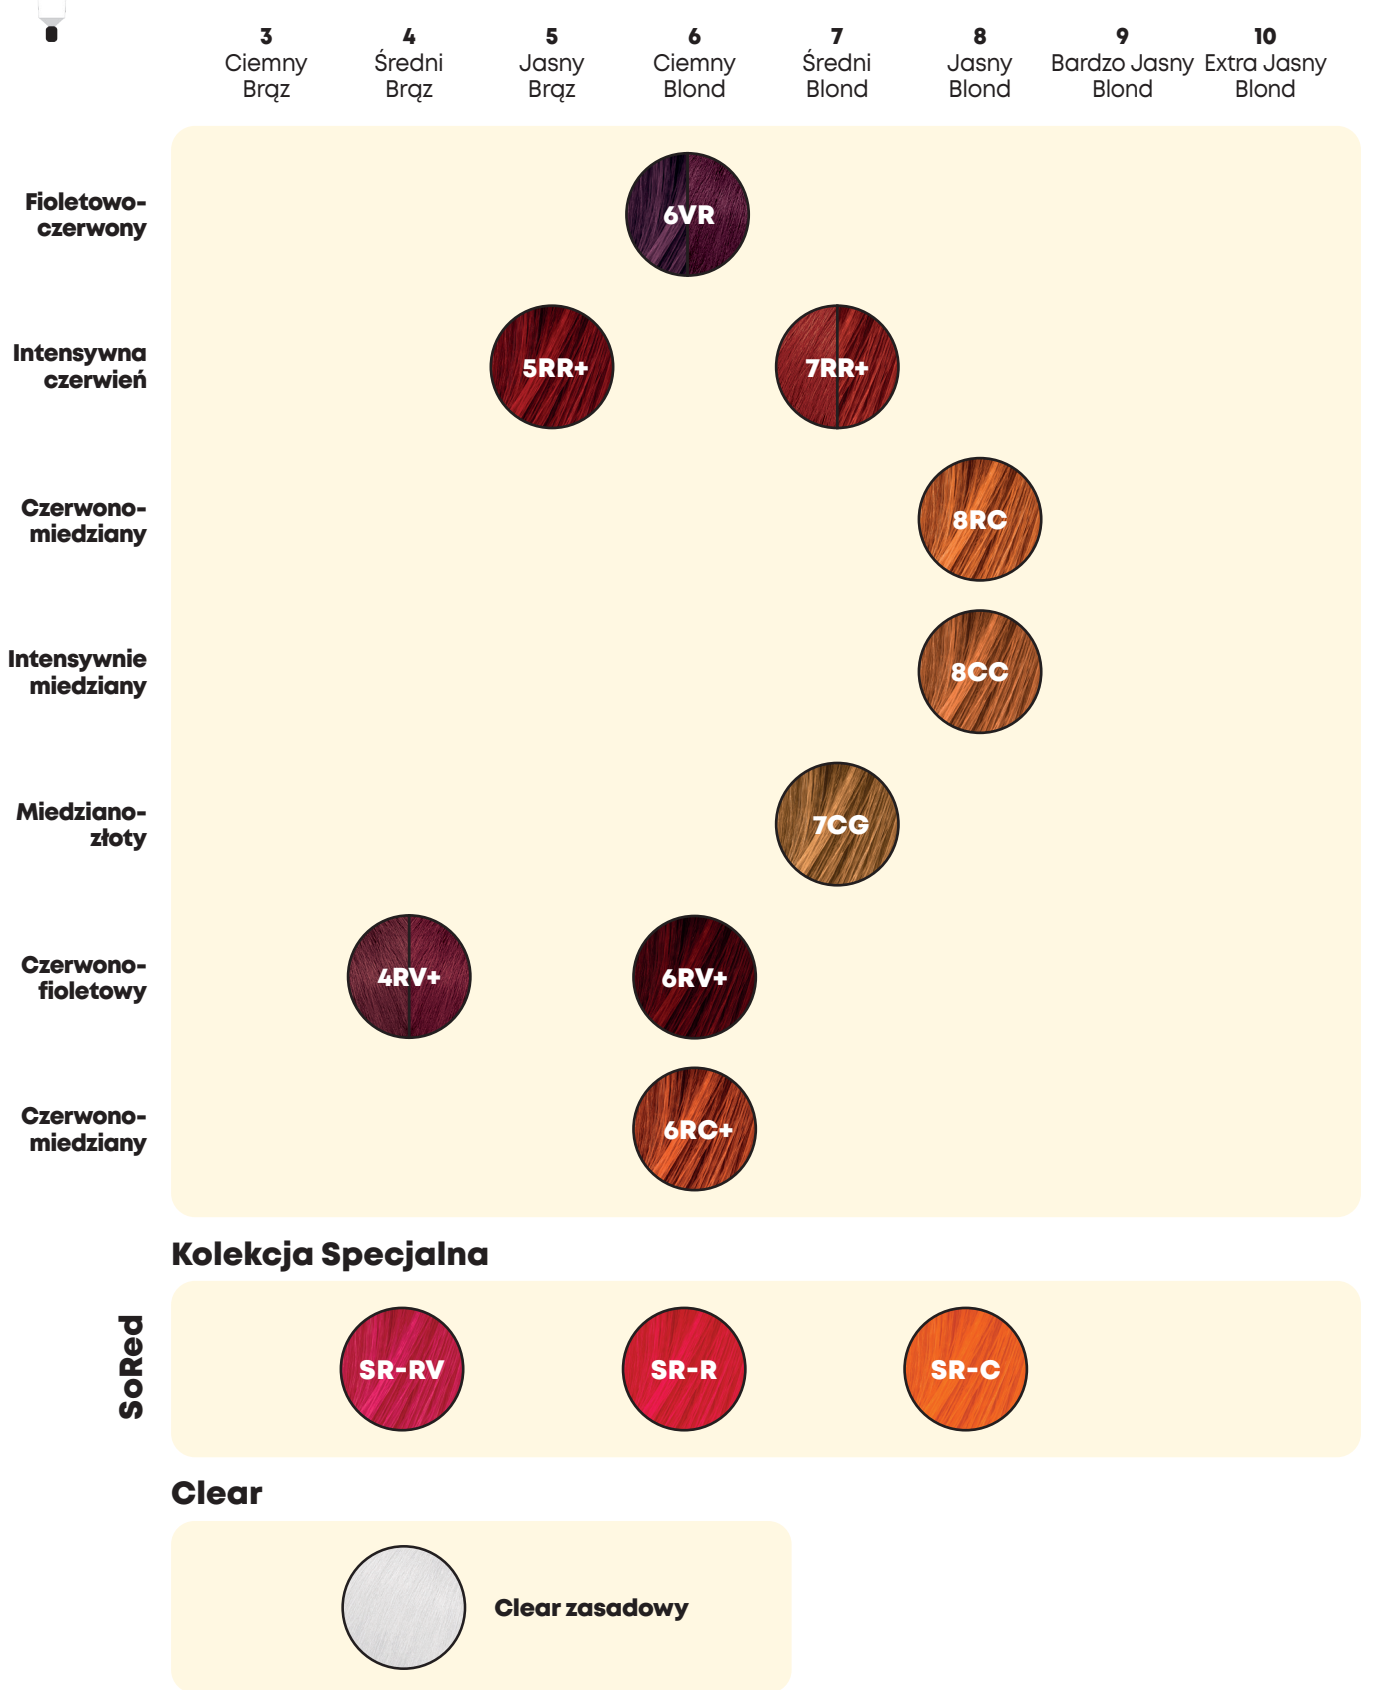 3
Ciemny
Brąz
4
Średni
Brąz
5
Jasny
Brąz
6
Ciemny
Blond
7
Średni
Blond
8
Jasny
Blond
9
Bardzo Jasny
Blond
10
Extra Jasny
Blond
Fioletowo-
czerwony
6VR
Intensywna
czerwień
5RR+
7RR+
Czerwono-
miedziany
8RC
Intensywnie
miedziany
8CC
Miedziano-
złoty
7CG
Czerwono-
fioletowy
4RV+
6RV+
Czerwono-
miedziany
6RC+
Kolekcja Specjalna
SoRed
SR-RV
SR-R
SR-C
Clear
Clear zasadowy